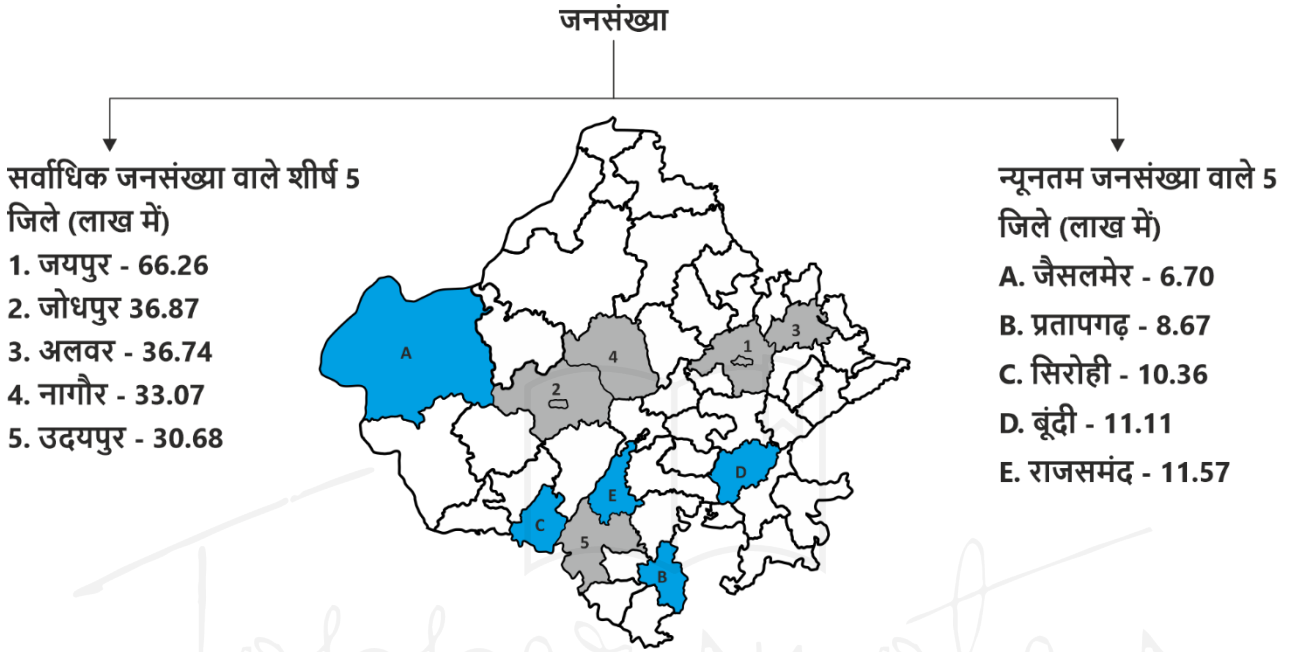 जनसंख्या
सर्वाधिक जनसंख्या वाले शीर्ष 5
जिले (लाख में)
1. जयपुर - 66.26
2. जोधपुर 36.87
3. अलवर - 36.74
4. नागौर - 33.07
5. उदयपुर - 30.68
न्यूनतम जनसंख्या वाले 5
जिले (लाख में)
A. जैसलमेर - 6.70
B. प्रतापगढ़ - 8.67
C. सिरोही - 10.36
D. बूंदी - 11.11
E. राजसमंद - 11.57
3
1
A
4
2
D
E
C
5
B